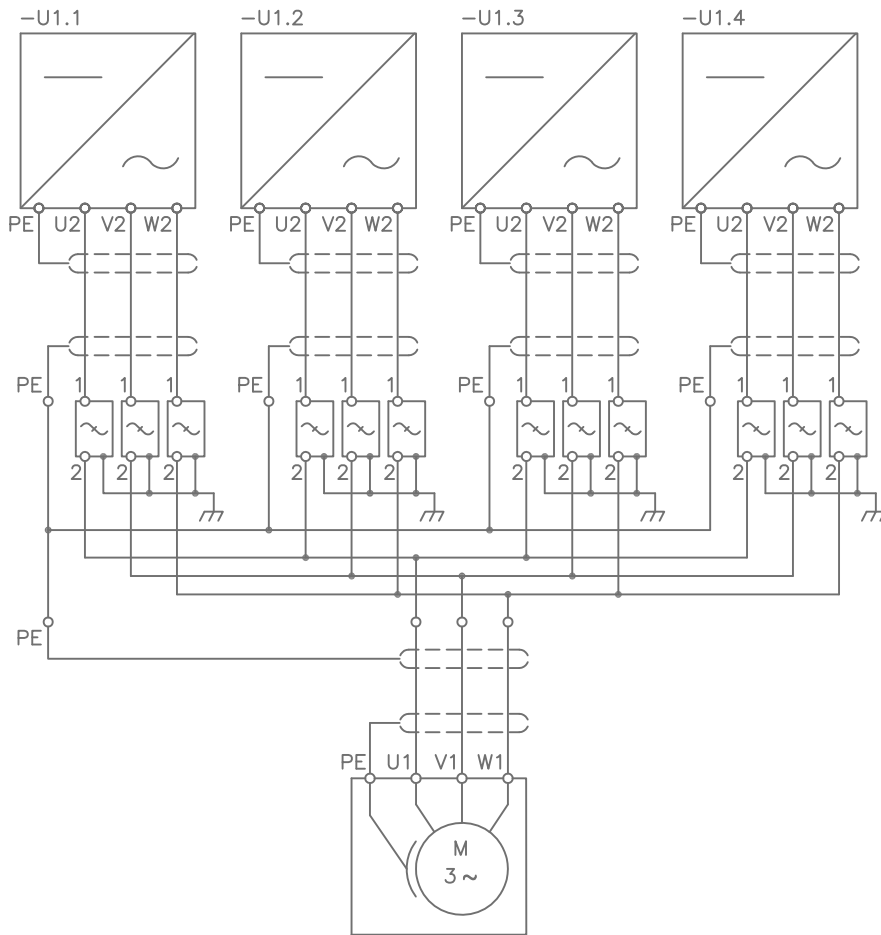 -U1.1 -U1.2 -U1.3 -U1.4
PE U2 V2 W2 PE U2 V2 W2 PE U2 V2 W2 PE U2 V2 W2
PE 1 1 1 PE 1 1 1 PE 1 1 1 PE 1 1 1
2 2 2 2 2 2 2 2 2 2 2 2
PE
PE U1 V1 W1
M
3~